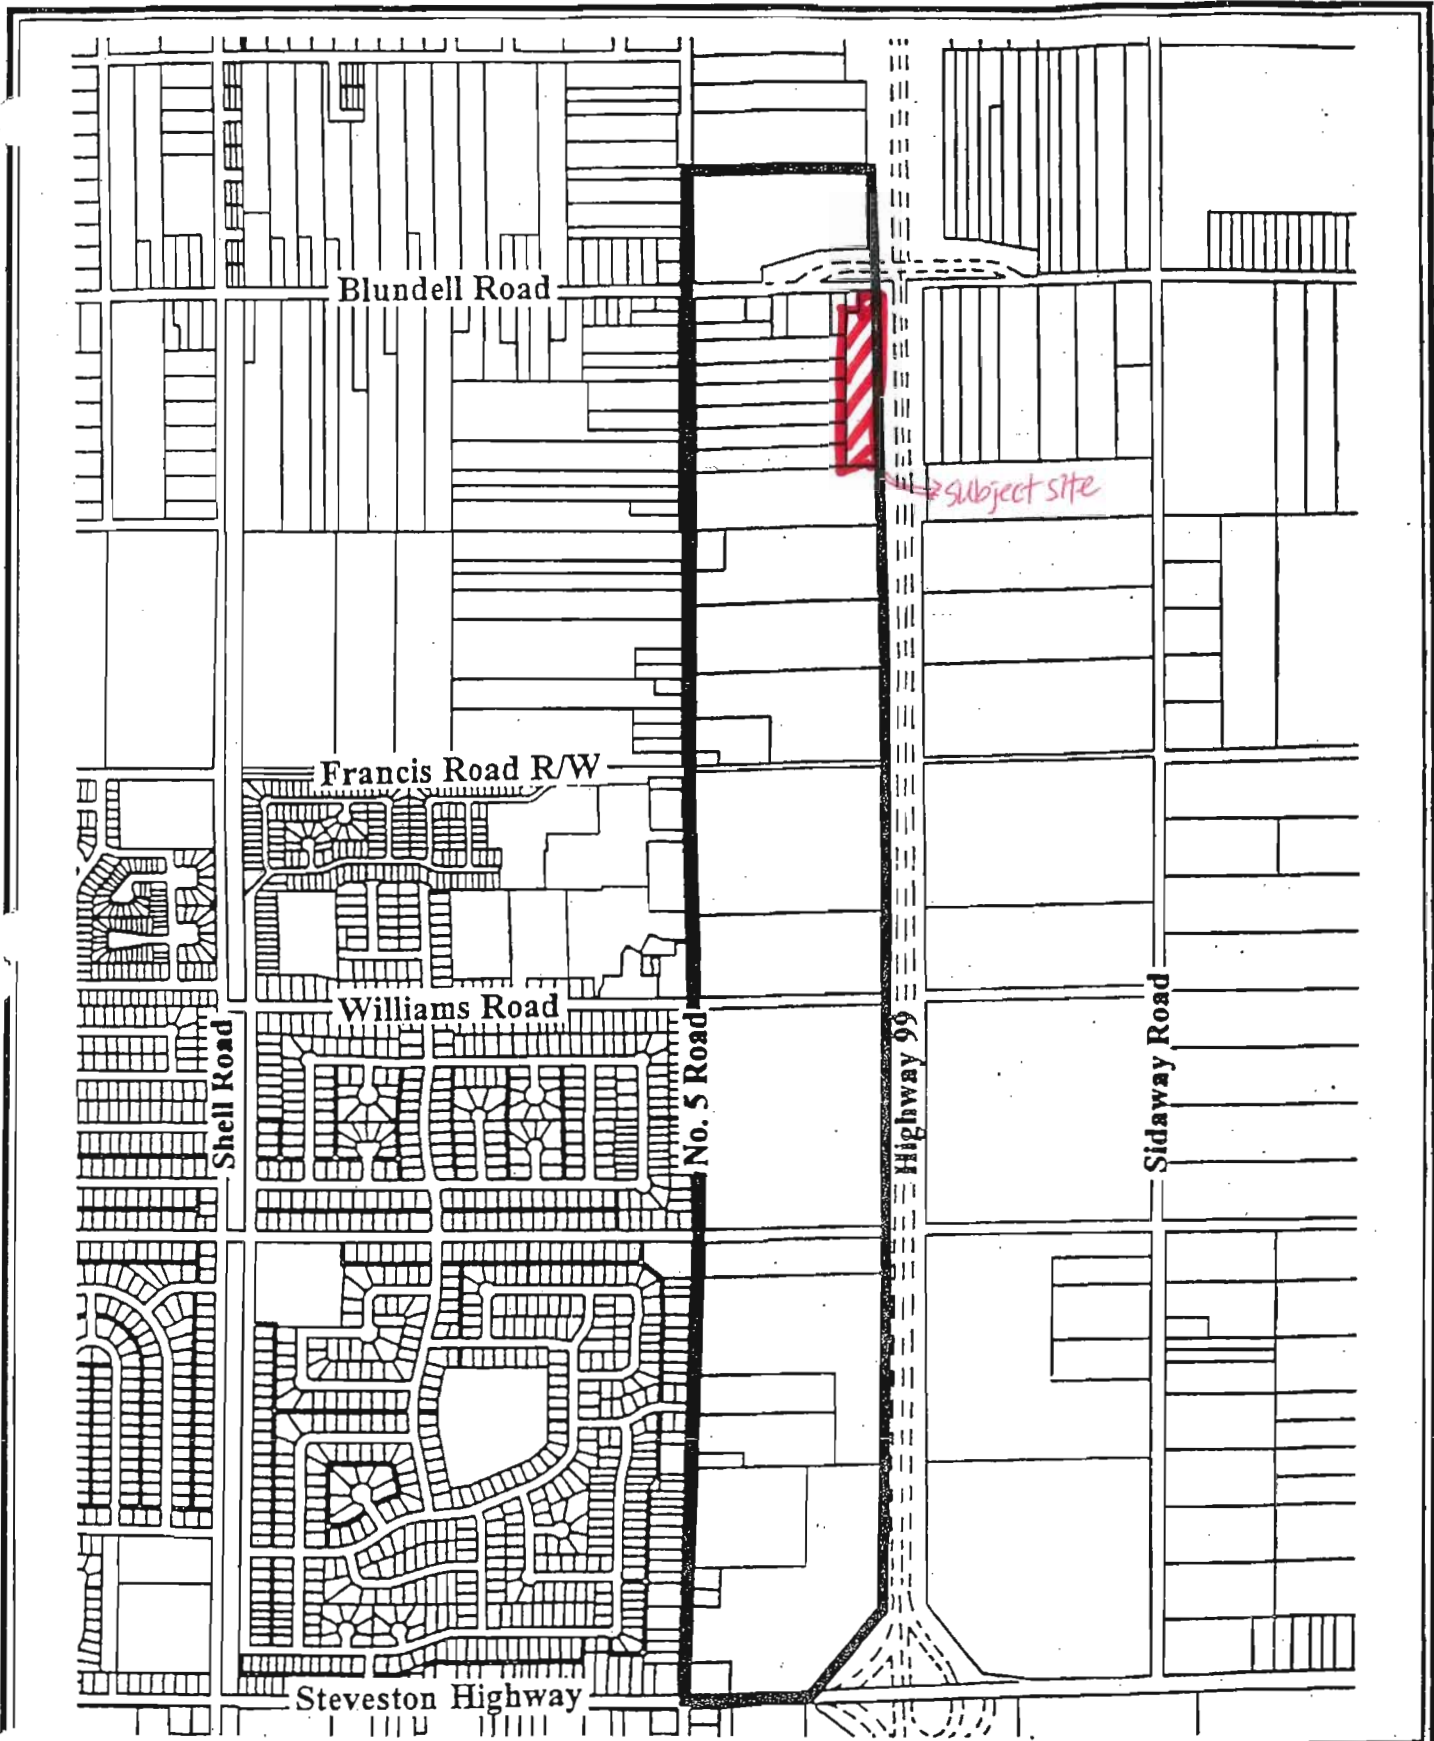 Blundell Road
subject site
Francis Road R/W
Williams Road
Shell Road
No. 5 Road
Highway 99
Sidaway Road
Steveston Highway